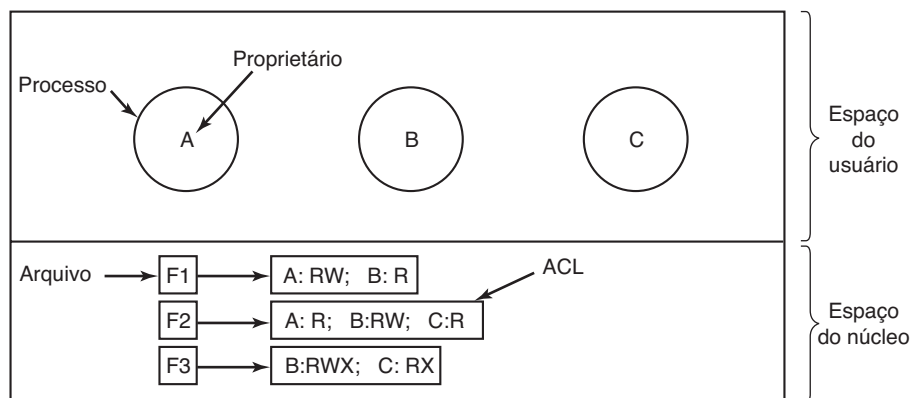 Proprietário
Processo
A
B
C
Espaço
do
usuário
Arquivo
F1
A: RW; B: R
ACL
F2
A: R; B:RW; C:R
F3
B:RWX; C: RX
Espaço
do núcleo